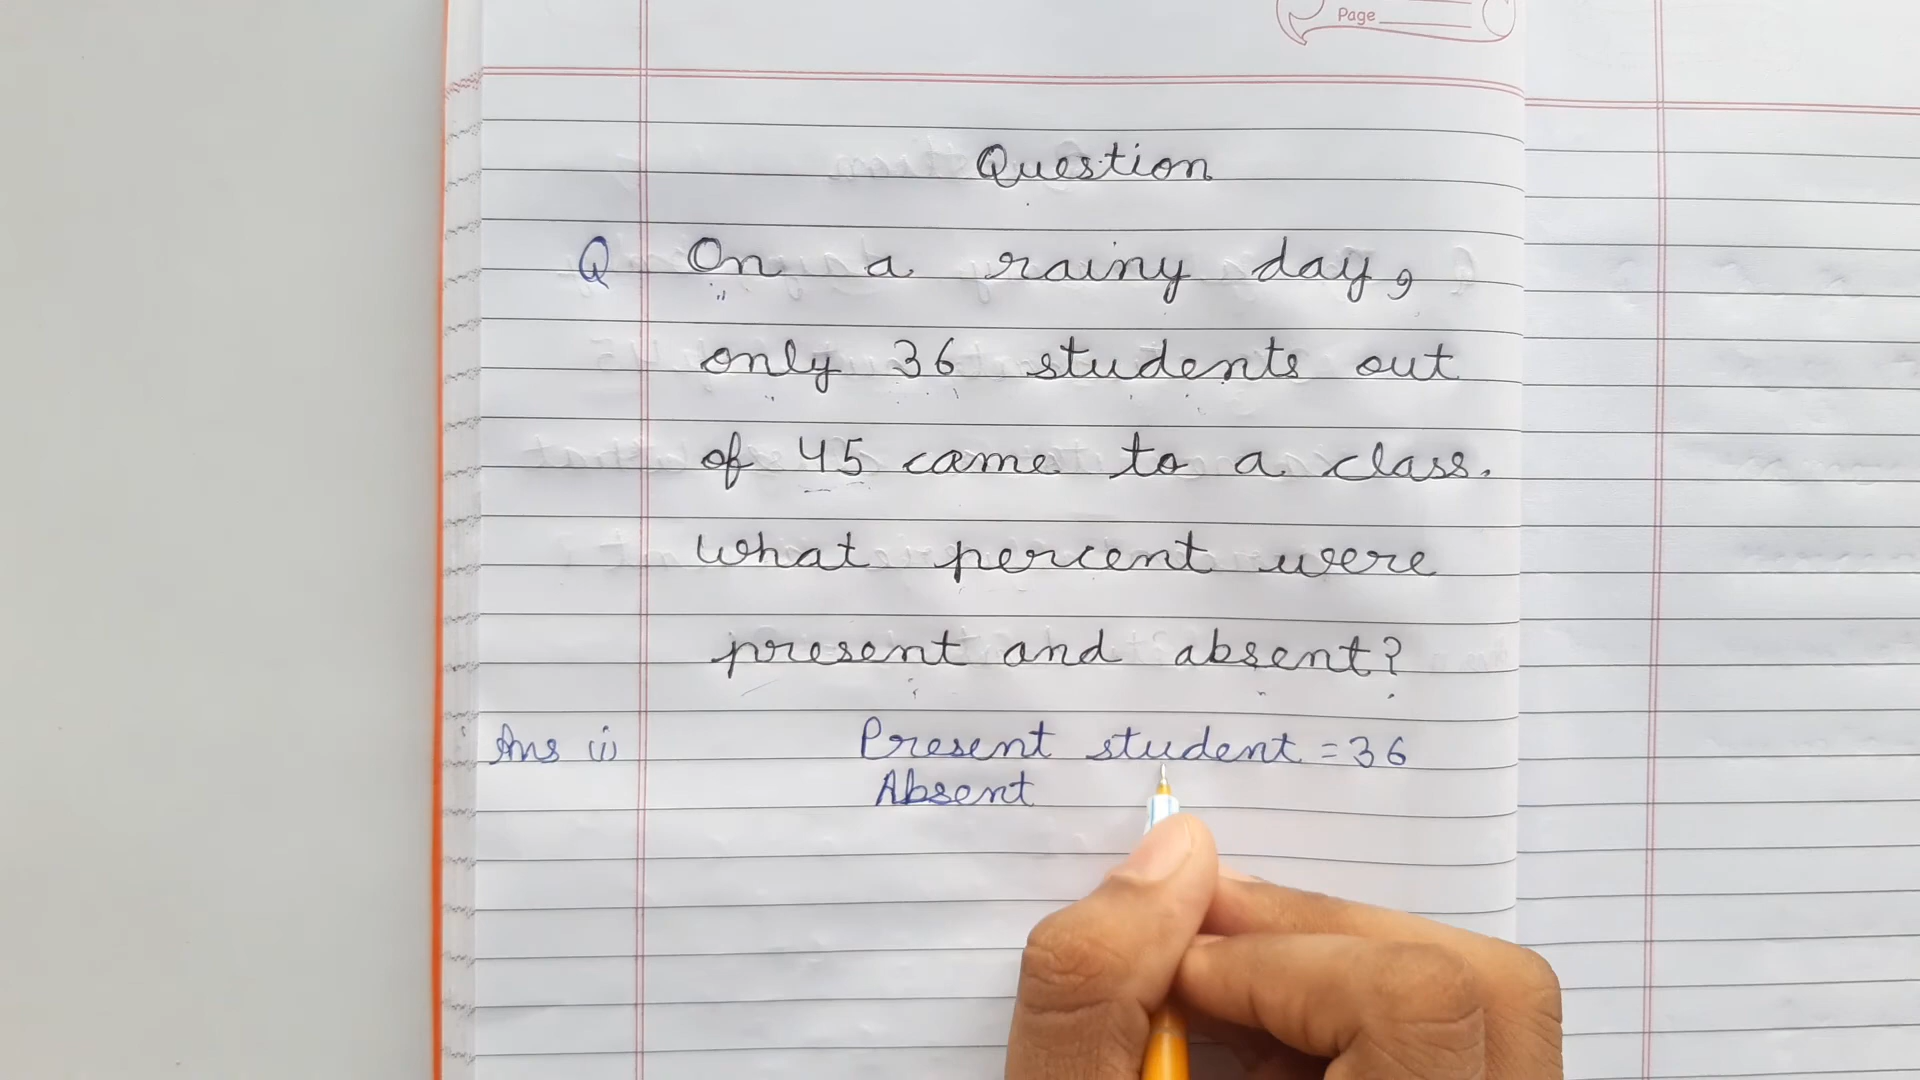 Page
Question
Q On a rainy day,
only 36 students out
of 45 came to a class.
What percent were
present and absent?
Ans (i) Present student = 36
Absent